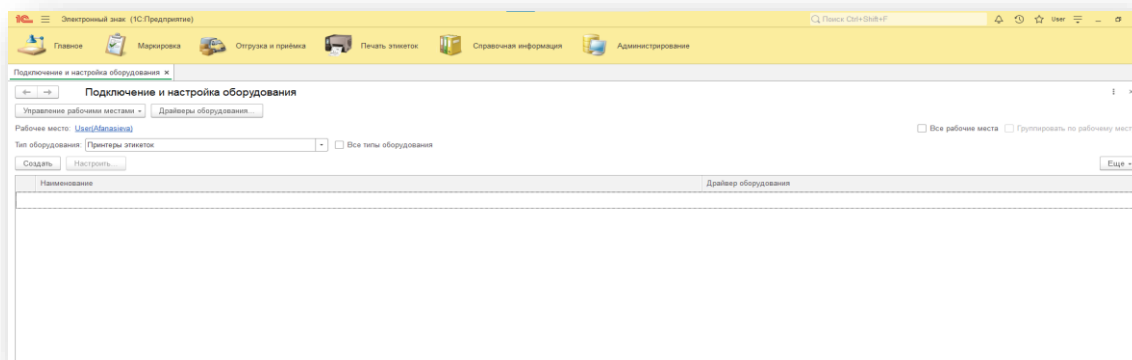 1С Электронный знак (1С:Предприятие) Поиск Ctrl+Shift+F User
Главное Маркировка Отгрузка и приёмка Печать этикеток Справочная информация Администрирование
Подключение и настройка оборудования ×
Подключение и настройка оборудования
Управление рабочими местами Драйверы оборудования...
Рабочее место: User(Afanasieva) Все рабочие места Группировать по рабочему мест
Тип оборудования: Принтеры этикеток Все типы оборудования
Создать Настроить... Еще
Наименование Драйвер оборудования